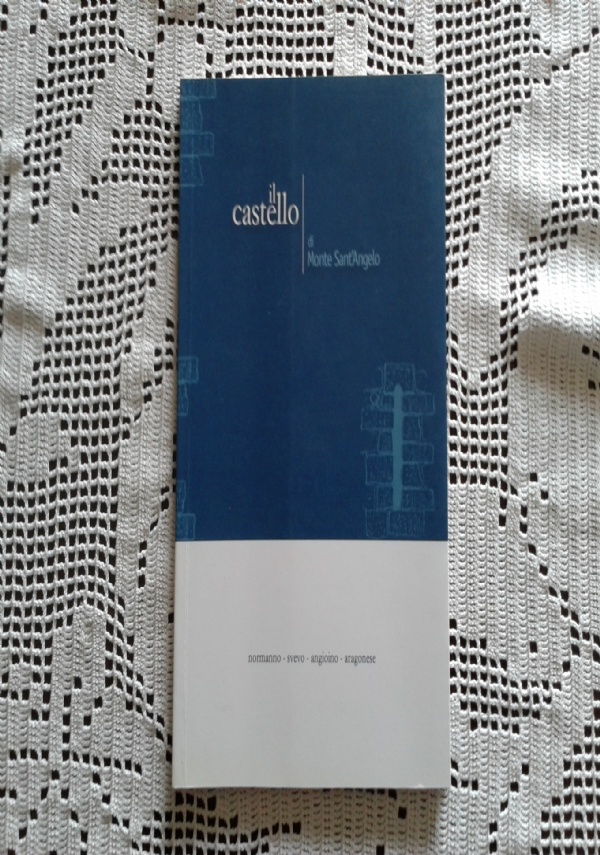 il
castello
di
Monte Sant'Angelo
normanno - svevo - angioino - aragonese